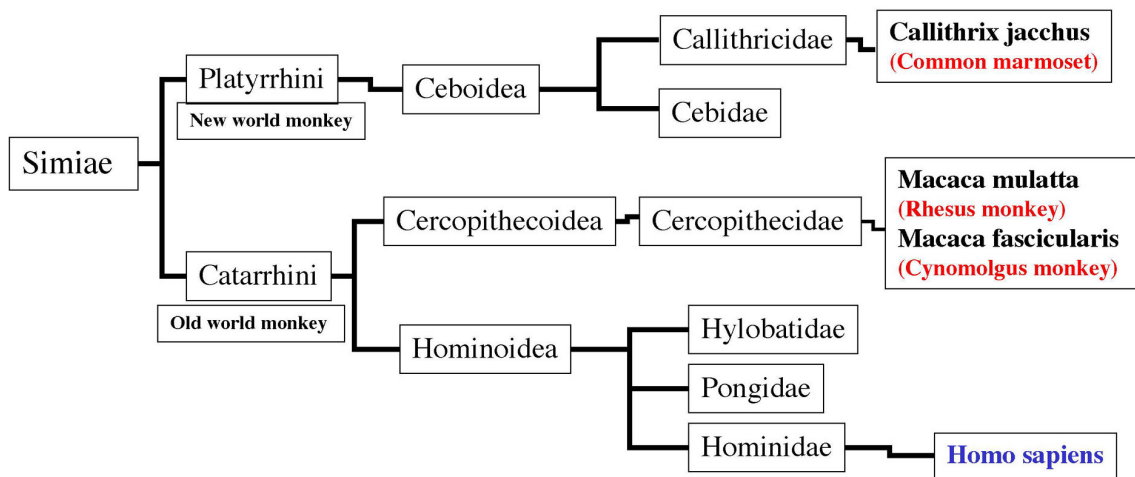 Simiae
Platyrrhini
New world monkey
Ceboidea
Callithricidae
Callithrix jacchus
(Common marmoset)
Cebidae
Catarrhini
Old world monkey
Cercopithecoidea
Cercopithecidae
Macaca mulatta
(Rhesus monkey)
Macaca fascicularis
(Cynomolgus monkey)
Hominoidea
Hylobatidae
Pongidae
Hominidae
Homo sapiens